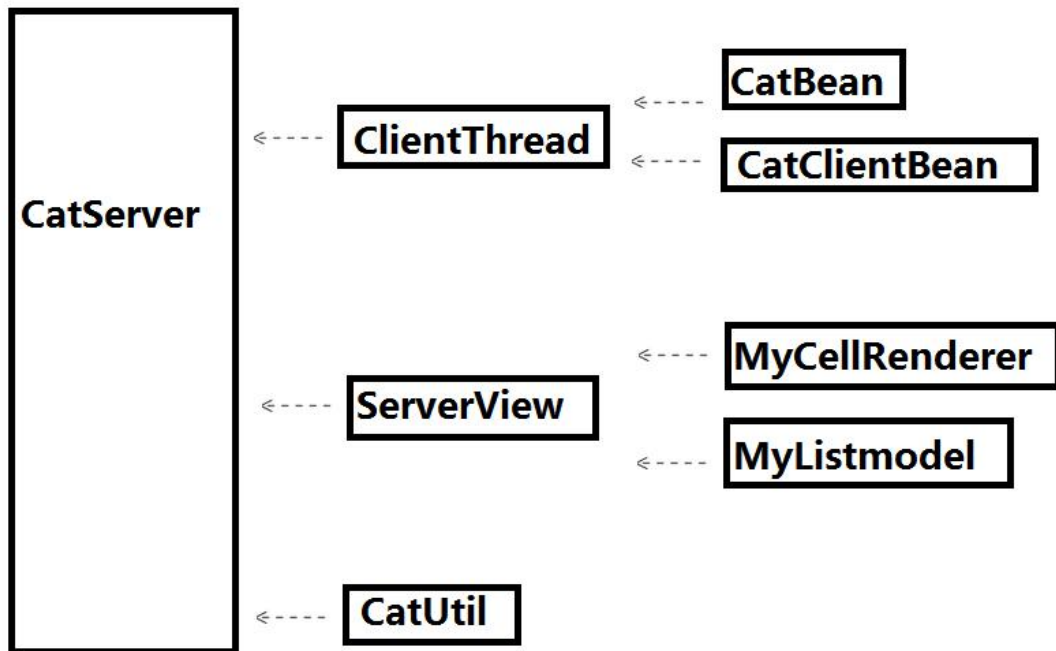 CatServer
ClientThread
CatBean
CatClientBean
ServerView
MyCellRenderer
MyListmodel
CatUtil